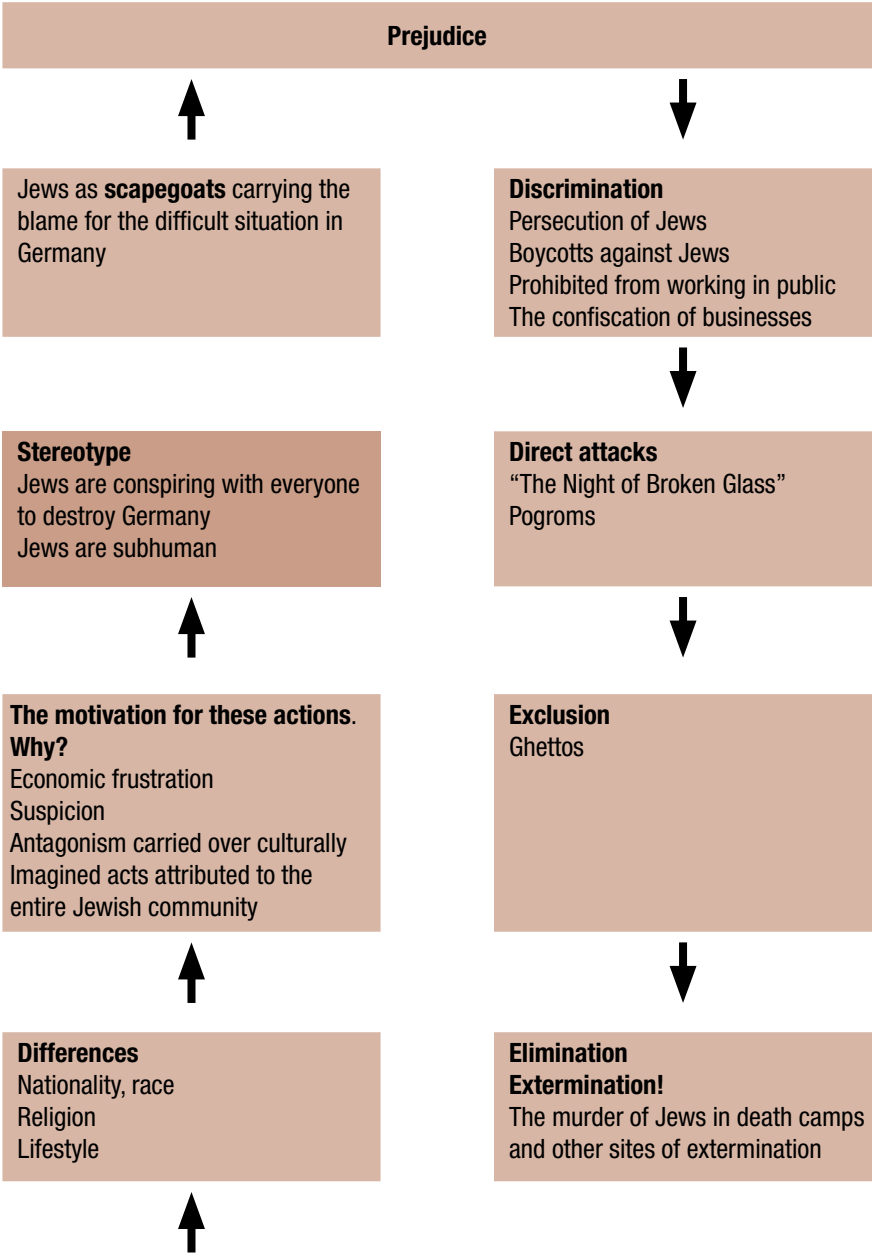 Prejudice
Jews as scapegoats carrying the
blame for the difficult situation in
Germany
Discrimination
Persecution of Jews
Boycotts against Jews
Prohibited from working in public
The confiscation of businesses
Stereotype
Jews are conspiring with everyone
to destroy Germany
Jews are subhuman
Direct attacks
“The Night of Broken Glass”
Pogroms
The motivation for these actions.
Why?
Economic frustration
Suspicion
Antagonism carried over culturally
Imagined acts attributed to the
entire Jewish community
Exclusion
Ghettos
Differences
Nationality, race
Religion
Lifestyle
Elimination
Extermination!
The murder of Jews in death camps
and other sites of extermination